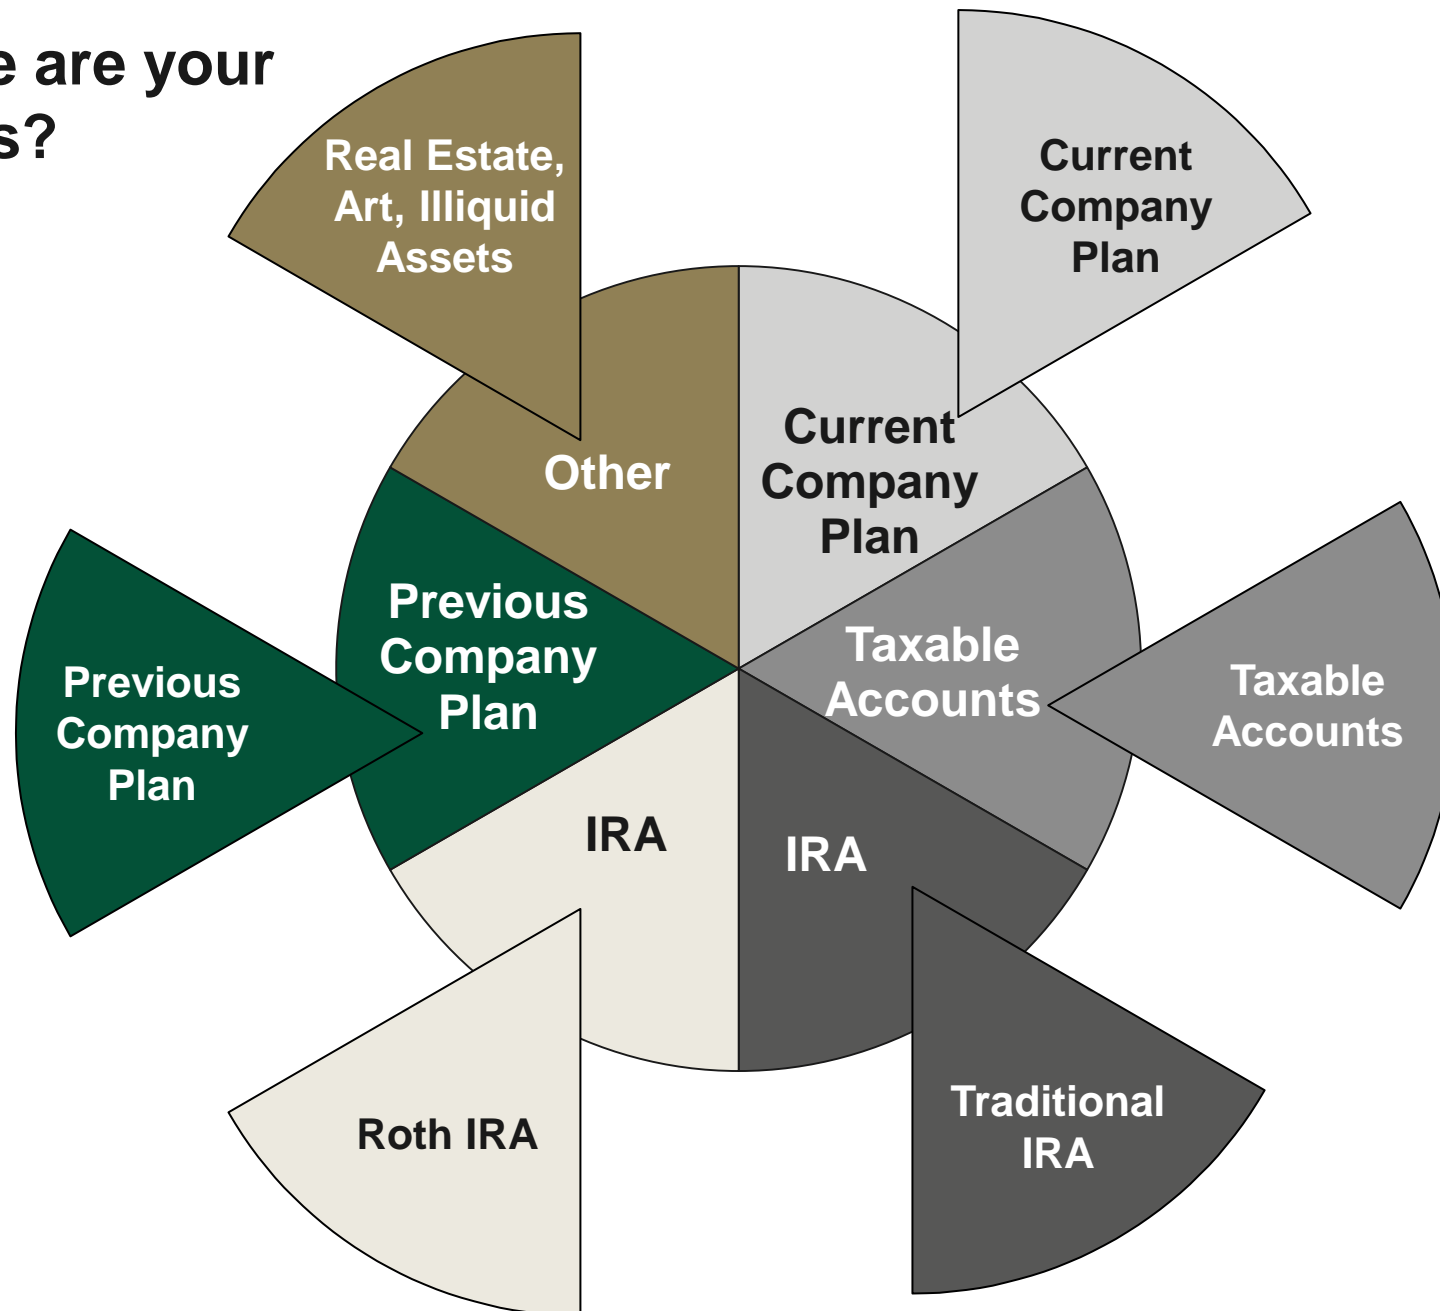 are your
Real Estate,
Art, Illiquid
Assets
Current
Company
Plan
Other
Current
Company
Plan
Previous
Company
Plan
Taxable
Accounts
Previous
Company
Plan
Taxable
Accounts
IRA
IRA
Roth IRA
Traditional
IRA